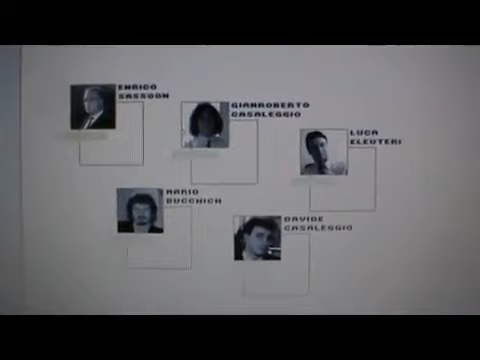 ENRICO
SASSOON
GIANROBERTO
CASALEGGIO
LUCA
ELEUTERI
MARIO
BUCCHICH
DAVIDE
CASALEGGIO